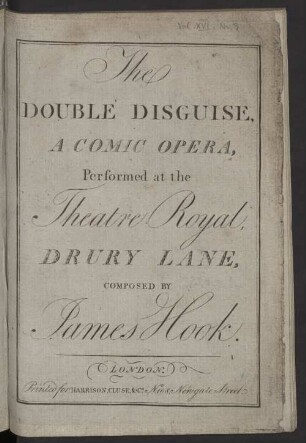 Vol. XVI, No. 9
The
DOUBLE DISGUISE,
A COMIC OPERA,
Performed at the
Theatre Royal,
DRURY LANE,
COMPOSED BY
James Hook.
LONDON:
Printed for HARRISON, CLUSE, & Co. No 78, Newgate Street.